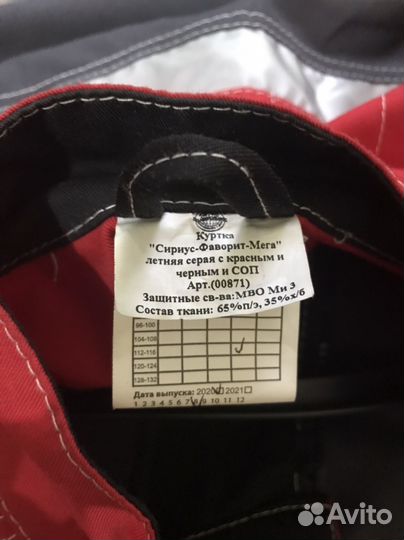 Куртка
"Сириус-Фаворит-Мега"
летняя серая с красным и
черным и СОП
Арт.(00871)
Защитные св-ва: МВО Ми З
Состав ткани: 65%п/э, 35%х/б
96-100
104-108
112-116
120-124
128-132
Дата выпуска: 2020 2021
1 2 3 4 5 6 7 8 9 10 11 12
Avito